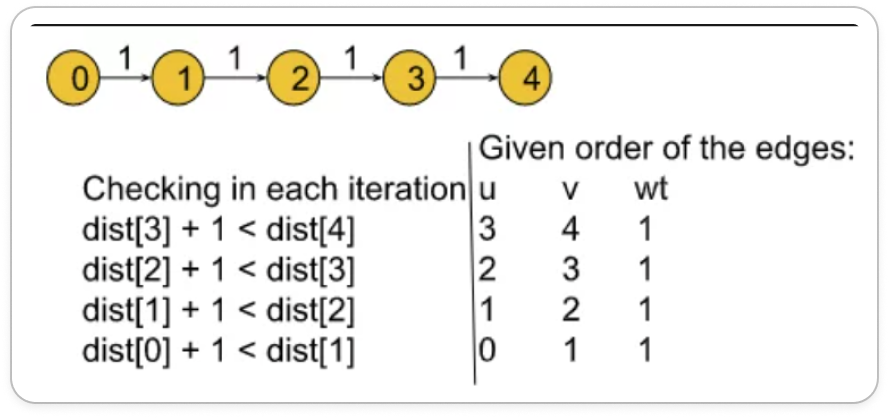 1 1 1 1
0 1 2 3 4
Given order of the edges:
Checking in each iteration u v wt
dist[3] + 1 < dist[4] 3 4 1
dist[2] + 1 < dist[3] 2 3 1
dist[1] + 1 < dist[2] 1 2 1
dist[0] + 1 < dist[1] 0 1 1